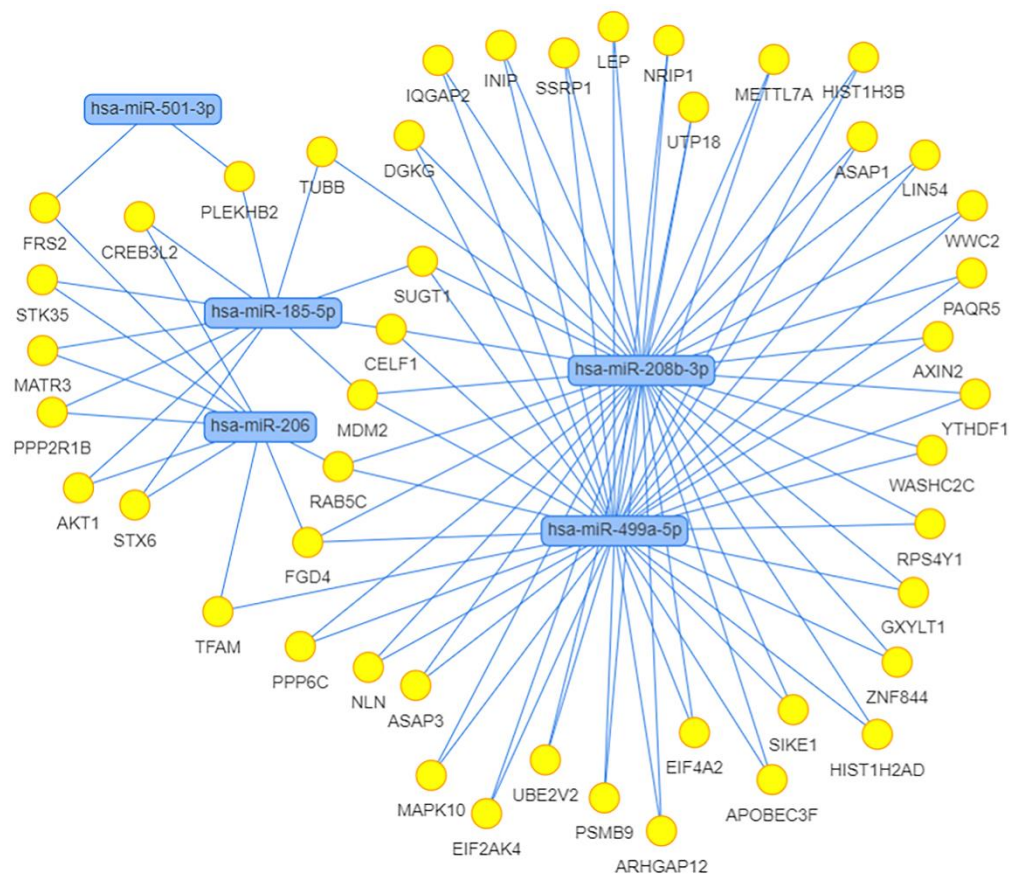 LEP
NRIP1
INIP
SSRP1
IQGAP2
METTL7A
HIST1H3B
hsa-miR-501-3p
UTP18
DGKG
ASAP1
TUBB
LIN54
PLEKHB2
FRS2
CREB3L2
WWC2
SUGT1
STK35
hsa-miR-185-5p
PAQR5
CELF1
hsa-miR-208b-3p
AXIN2
MATR3
hsa-miR-206
MDM2
YTHDF1
PPP2R1B
WASHC2C
RAB5C
AKT1
STX6
hsa-miR-499a-5p
RPS4Y1
FGD4
GXYLT1
TFAM
PPP6C
NLN
ASAP3
ZNF844
SIKE1
EIF4A2
HIST1H2AD
UBE2V2
MAPK10
PSMB9
APOBEC3F
EIF2AK4
ARHGAP12